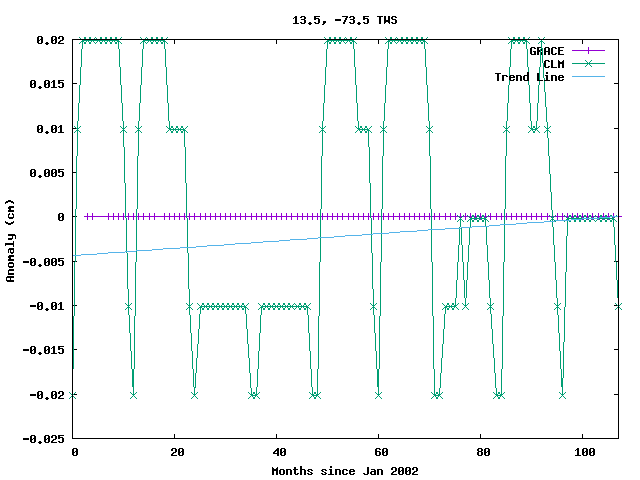 13.5, -73.5 TWS
GRACE
CLM
Trend Line
0.02
0.015
0.01
0.005
0
-0.005
-0.01
-0.015
-0.02
-0.025
Anomaly (cm)
0 20 40 60 80 100
Months since Jan 2002